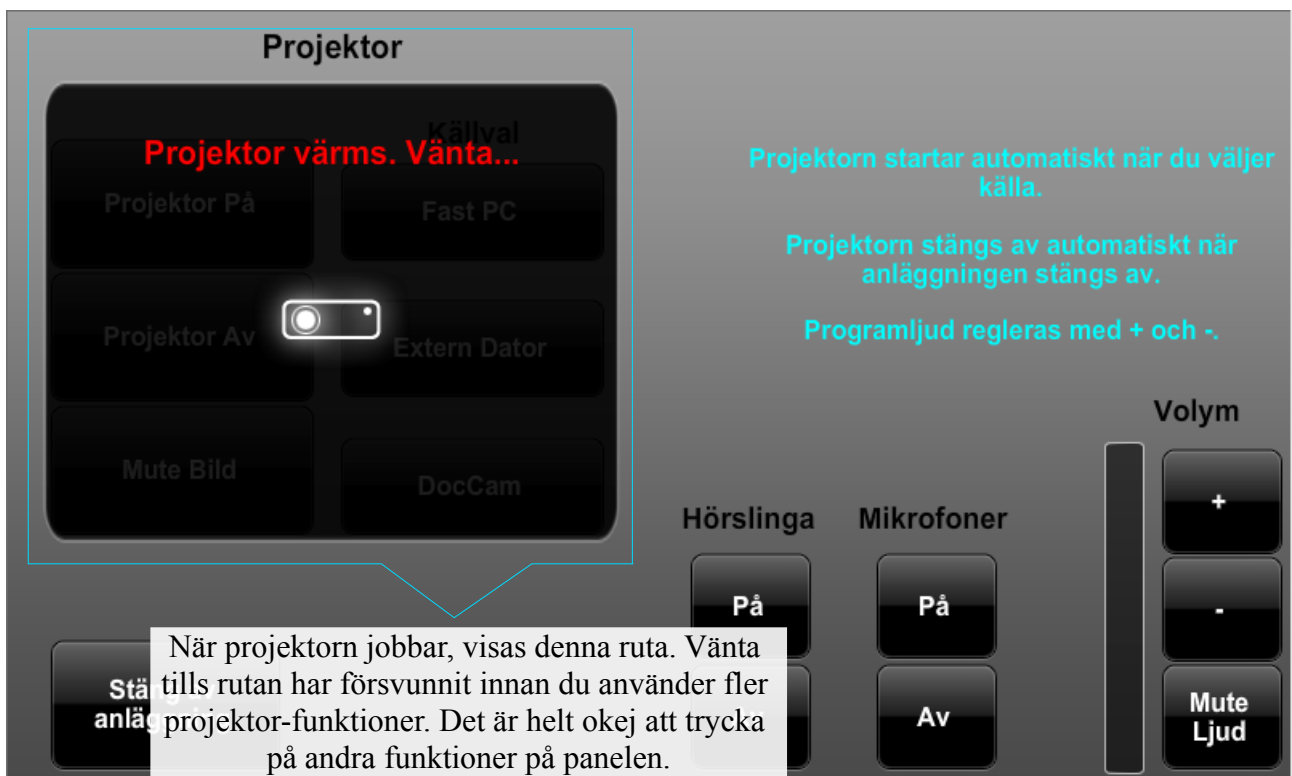 Projektor
Källval
Projektor värms. Vänta...
Projektor På
Fast PC
Projektor Av
Extern Dator
Mute Bild
DocCam
Projektorn startar automatiskt när du väljer
källa.
Projektorn stängs av automatiskt när
anläggningen stängs av.
Programljud regleras med + och -.
Volym
+
-
Mute
Ljud
Hörslinga
På
Mikrofoner
På
Av
När projektorn jobbar, visas denna ruta. Vänta
tills rutan har försvunnit innan du använder fler
projektor-funktioner. Det är helt okej att trycka
på andra funktioner på panelen.